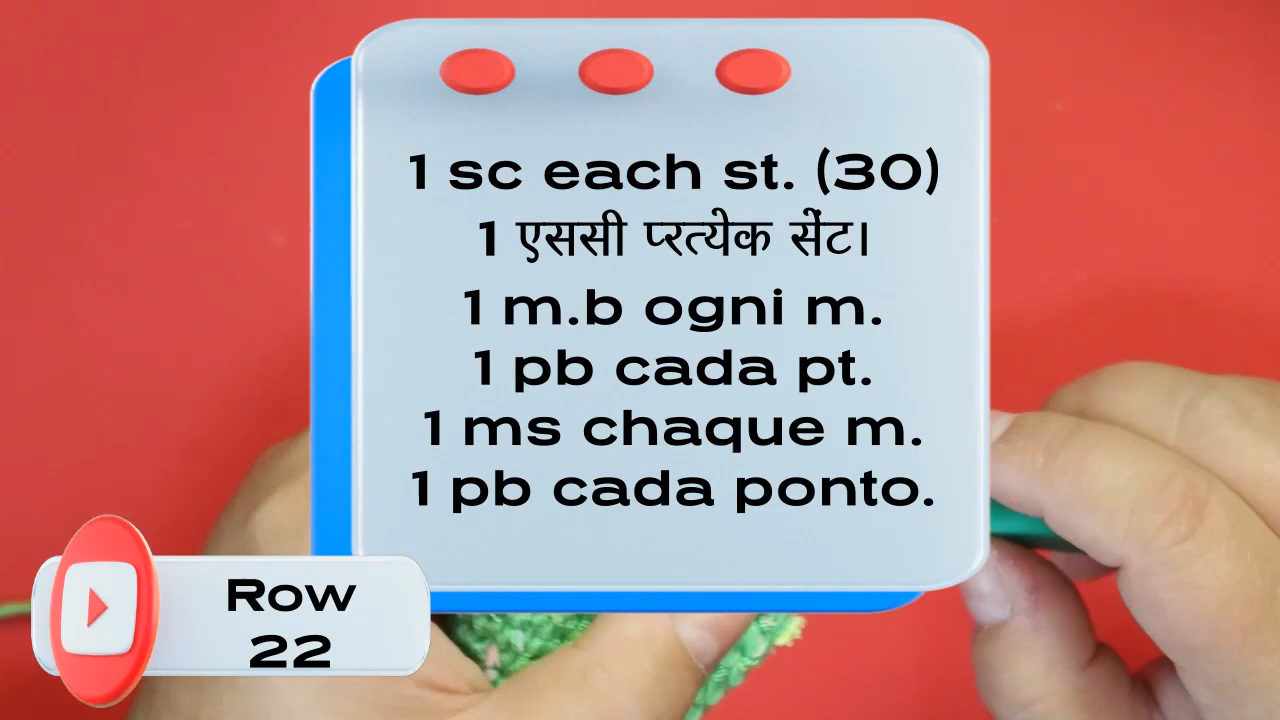 1 sc each st. (30)
1 एससी प्रत्येक सेंट।
1 m.b ogni m.
1 pb cada pt.
1 ms chaque m.
1 pb cada ponto.
Row
22